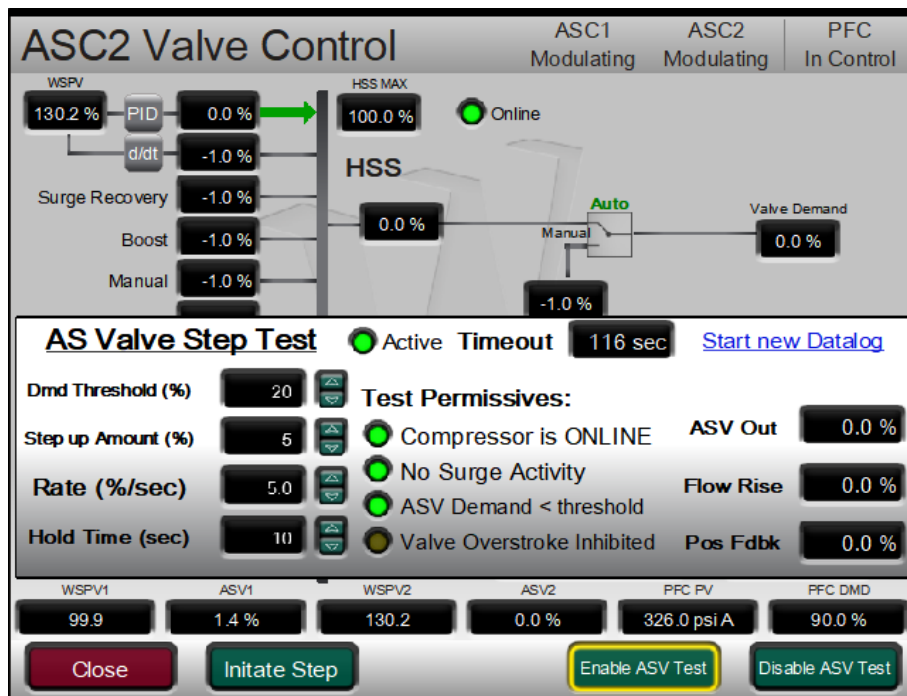 ASC2 Valve Control
ASC1
Modulating
ASC2
Modulating
PFC
In Control
WSPV
130.2 %
PID
0.0 %
HSS MAX
100.0 %
Online
d/dt
-1.0 %
HSS
Surge Recovery
-1.0 %
Boost
-1.0 %
0.0 %
Auto
Manual
Valve Demand
0.0 %
Manual
-1.0 %
-1.0 %
AS Valve Step Test
Active
Timeout
116 sec
Start new Datalog
Dmd Threshold (%)
20
Test Permissives:
Step up Amount (%)
5
Compressor is ONLINE
ASV Out
0.0 %
Rate (%/sec)
5.0
No Surge Activity
Flow Rise
0.0 %
ASV Demand < threshold
Hold Time (sec)
10
Valve Overstroke Inhibited
Pos Fdbk
0.0 %
WSPV1
ASV1
WSPV2
ASV2
PFC PV
PFC DMD
99.9
1.4 %
130.2
0.0 %
326.0 psi A
90.0 %
Close
Initate Step
Enable ASV Test
Disable ASV Test